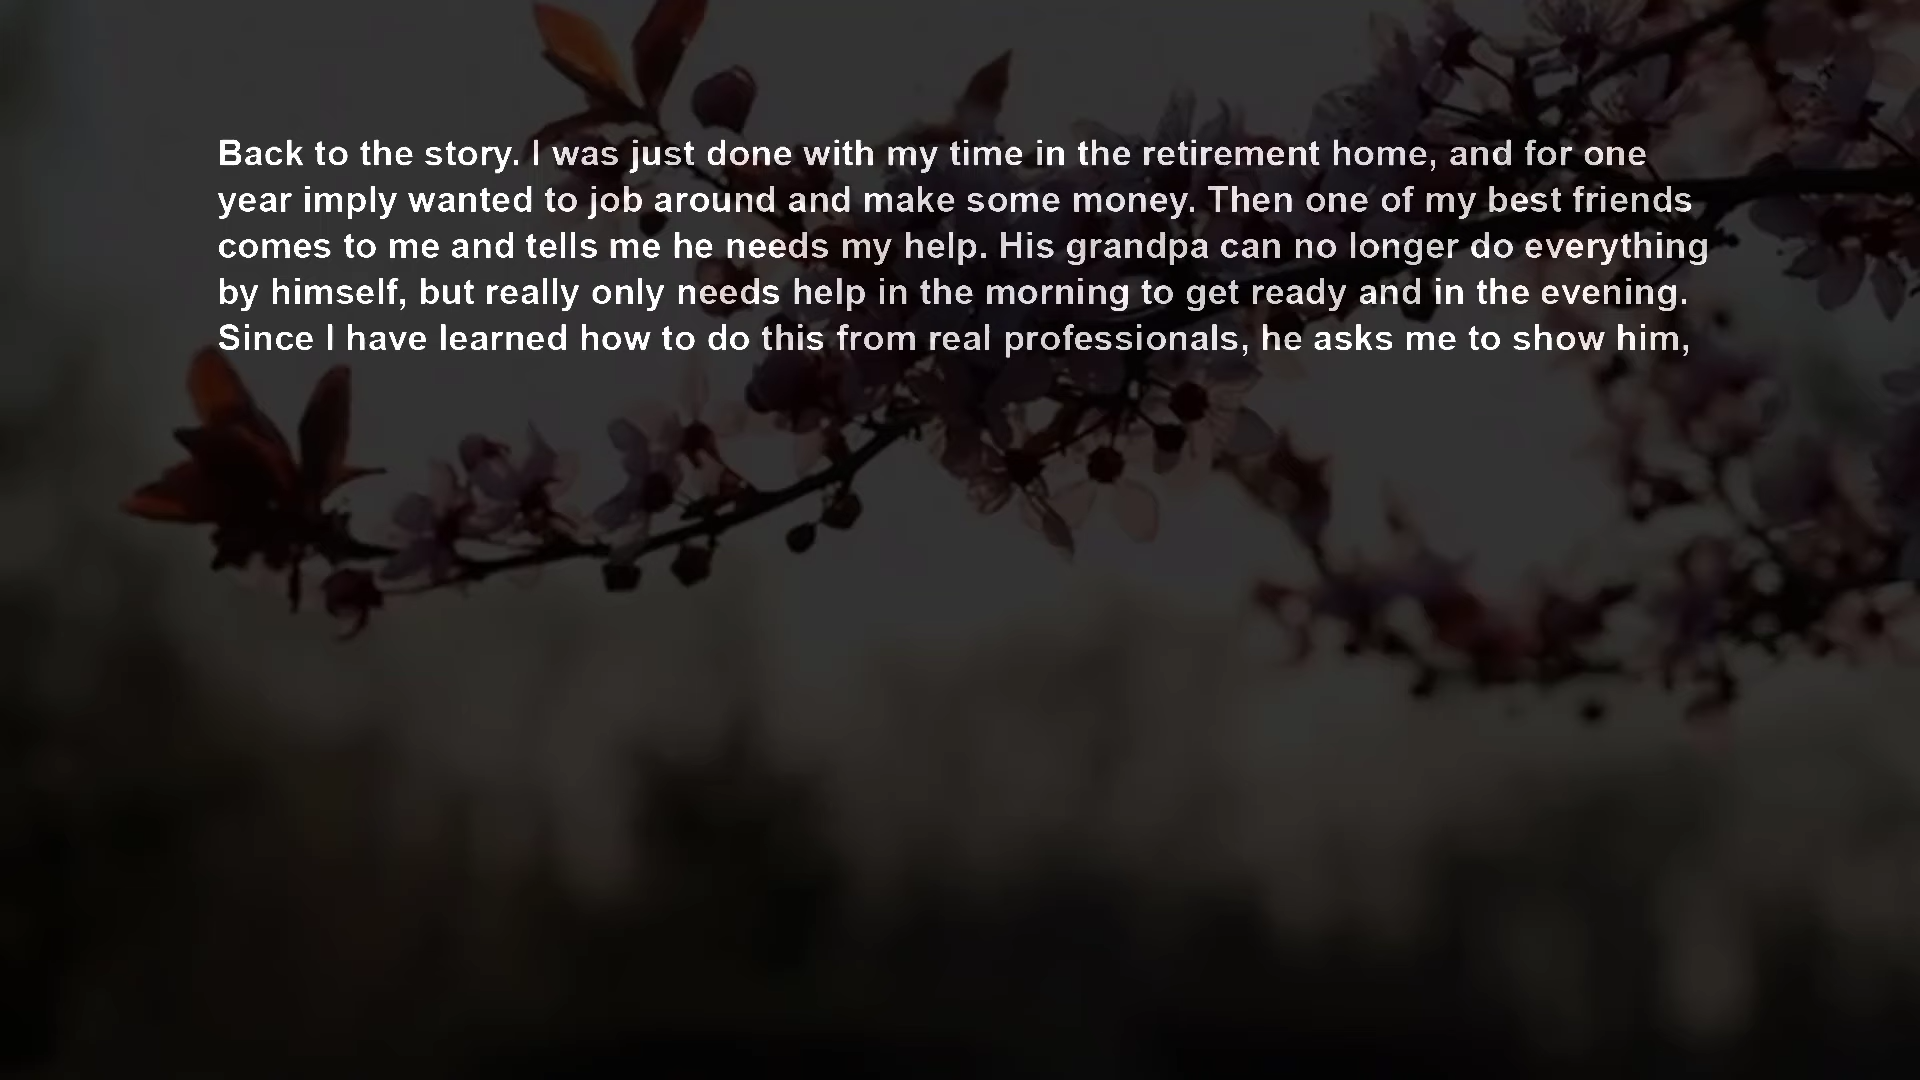 Back to the story. I was just done with my time in the retirement home, and for one
year imply wanted to job around and make some money. Then one of my best friends
comes to me and tells me he needs my help. His grandpa can no longer do everything
by himself, but really only needs help in the morning to get ready and in the evening.
Since I have learned how to do this from real professionals, he asks me to show him,